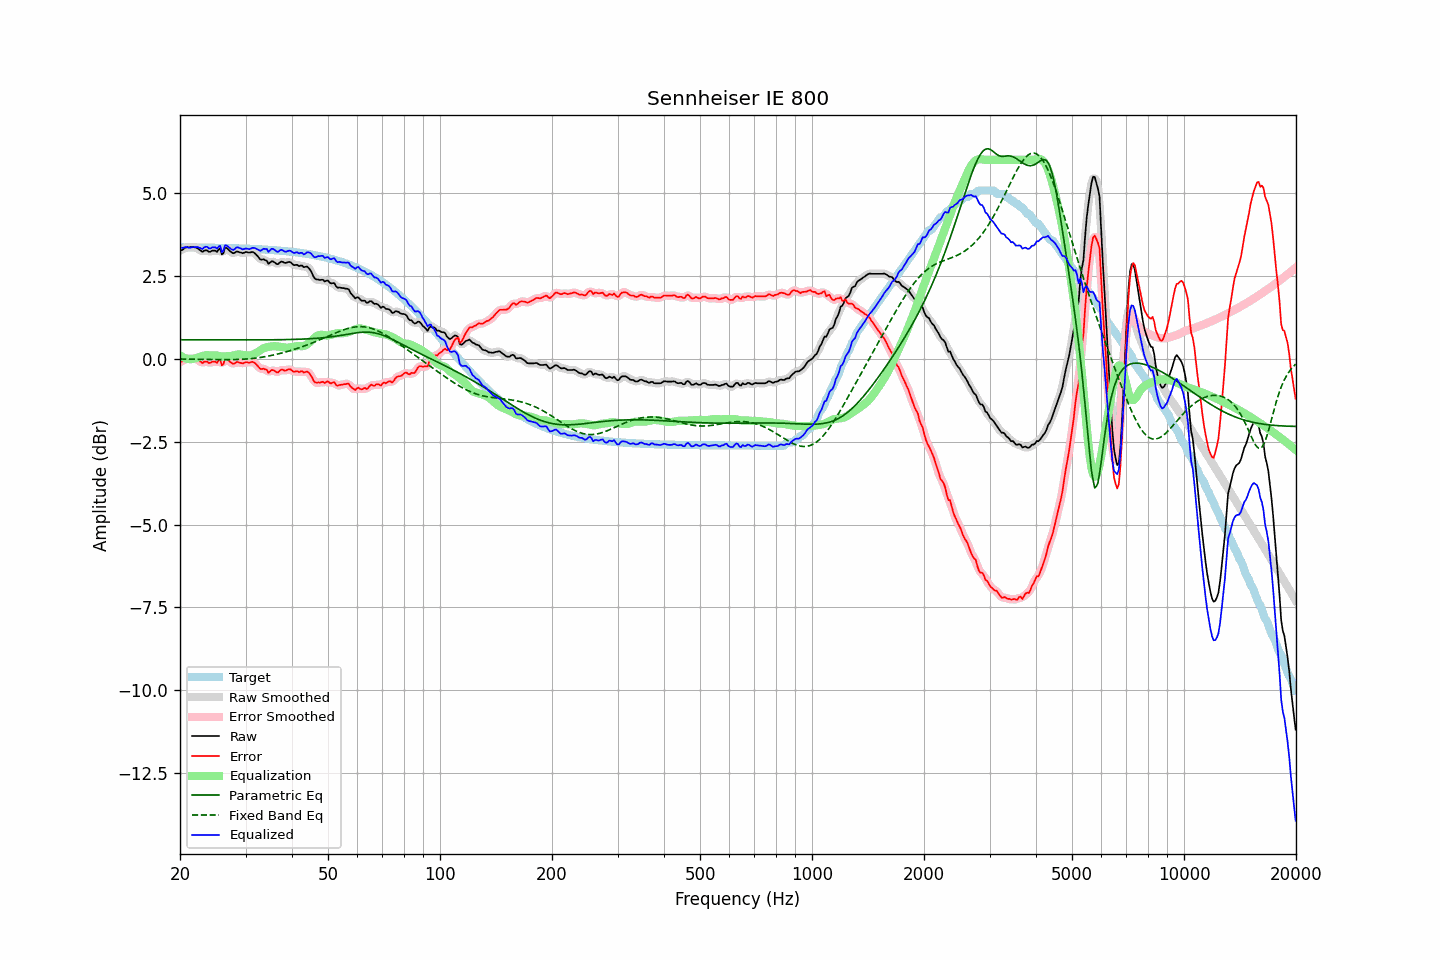 Sennheiser IE 800
Amplitude (dBr)
5.0
2.5
0.0
−2.5
−5.0
−7.5
−10.0
−12.5
Target
Raw Smoothed
Error Smoothed
Raw
Error
Equalization
Parametric Eq
Fixed Band Eq
Equalized
20 50 100 200 500 1000 2000 5000 10000 20000
Frequency (Hz)